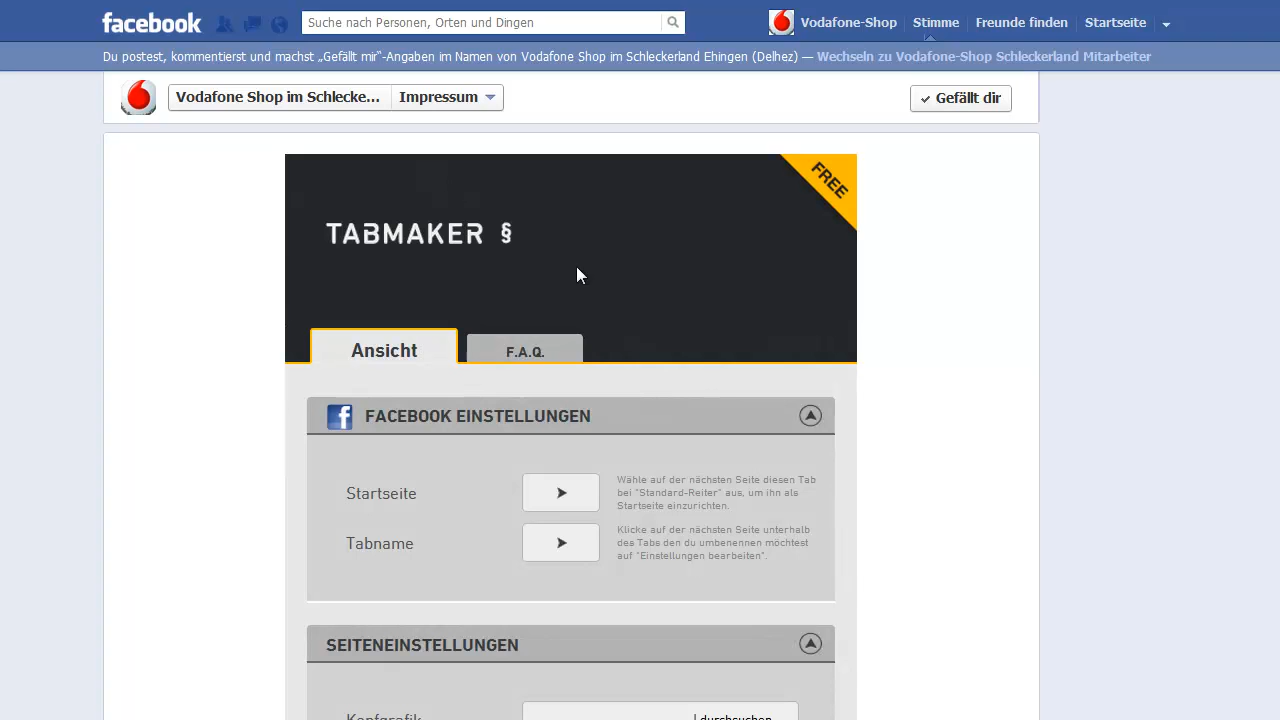 facebook
Suche nach Personen, Orten und Dingen
Vodafone-Shop Stimme Freunde finden Startseite
Du postest, kommentierst und machst „Gefällt mir“-Angaben im Namen von Vodafone Shop im Schleckerland Ehingen (Delhez) — Wechseln zu Vodafone-Shop Schleckerland Mitarbeiter
Vodafone Shop im Schlecke... Impressum
Gefällt dir
FREE
TABMAKER §
Ansicht
F.A.Q.
FACEBOOK EINSTELLUNGEN
Startseite
Wähle auf der nächsten Seite diesen Tab
bei "Standard-Reiter" aus, um ihn als
Startseite einzurichten.
Tabname
Klicke auf der nächsten Seite unterhalb
des Tabs den du umbenennen möchtest
auf "Einstellungen bearbeiten".
SEITENEINSTELLUNGEN
Kopfgrafik
durchsuchen